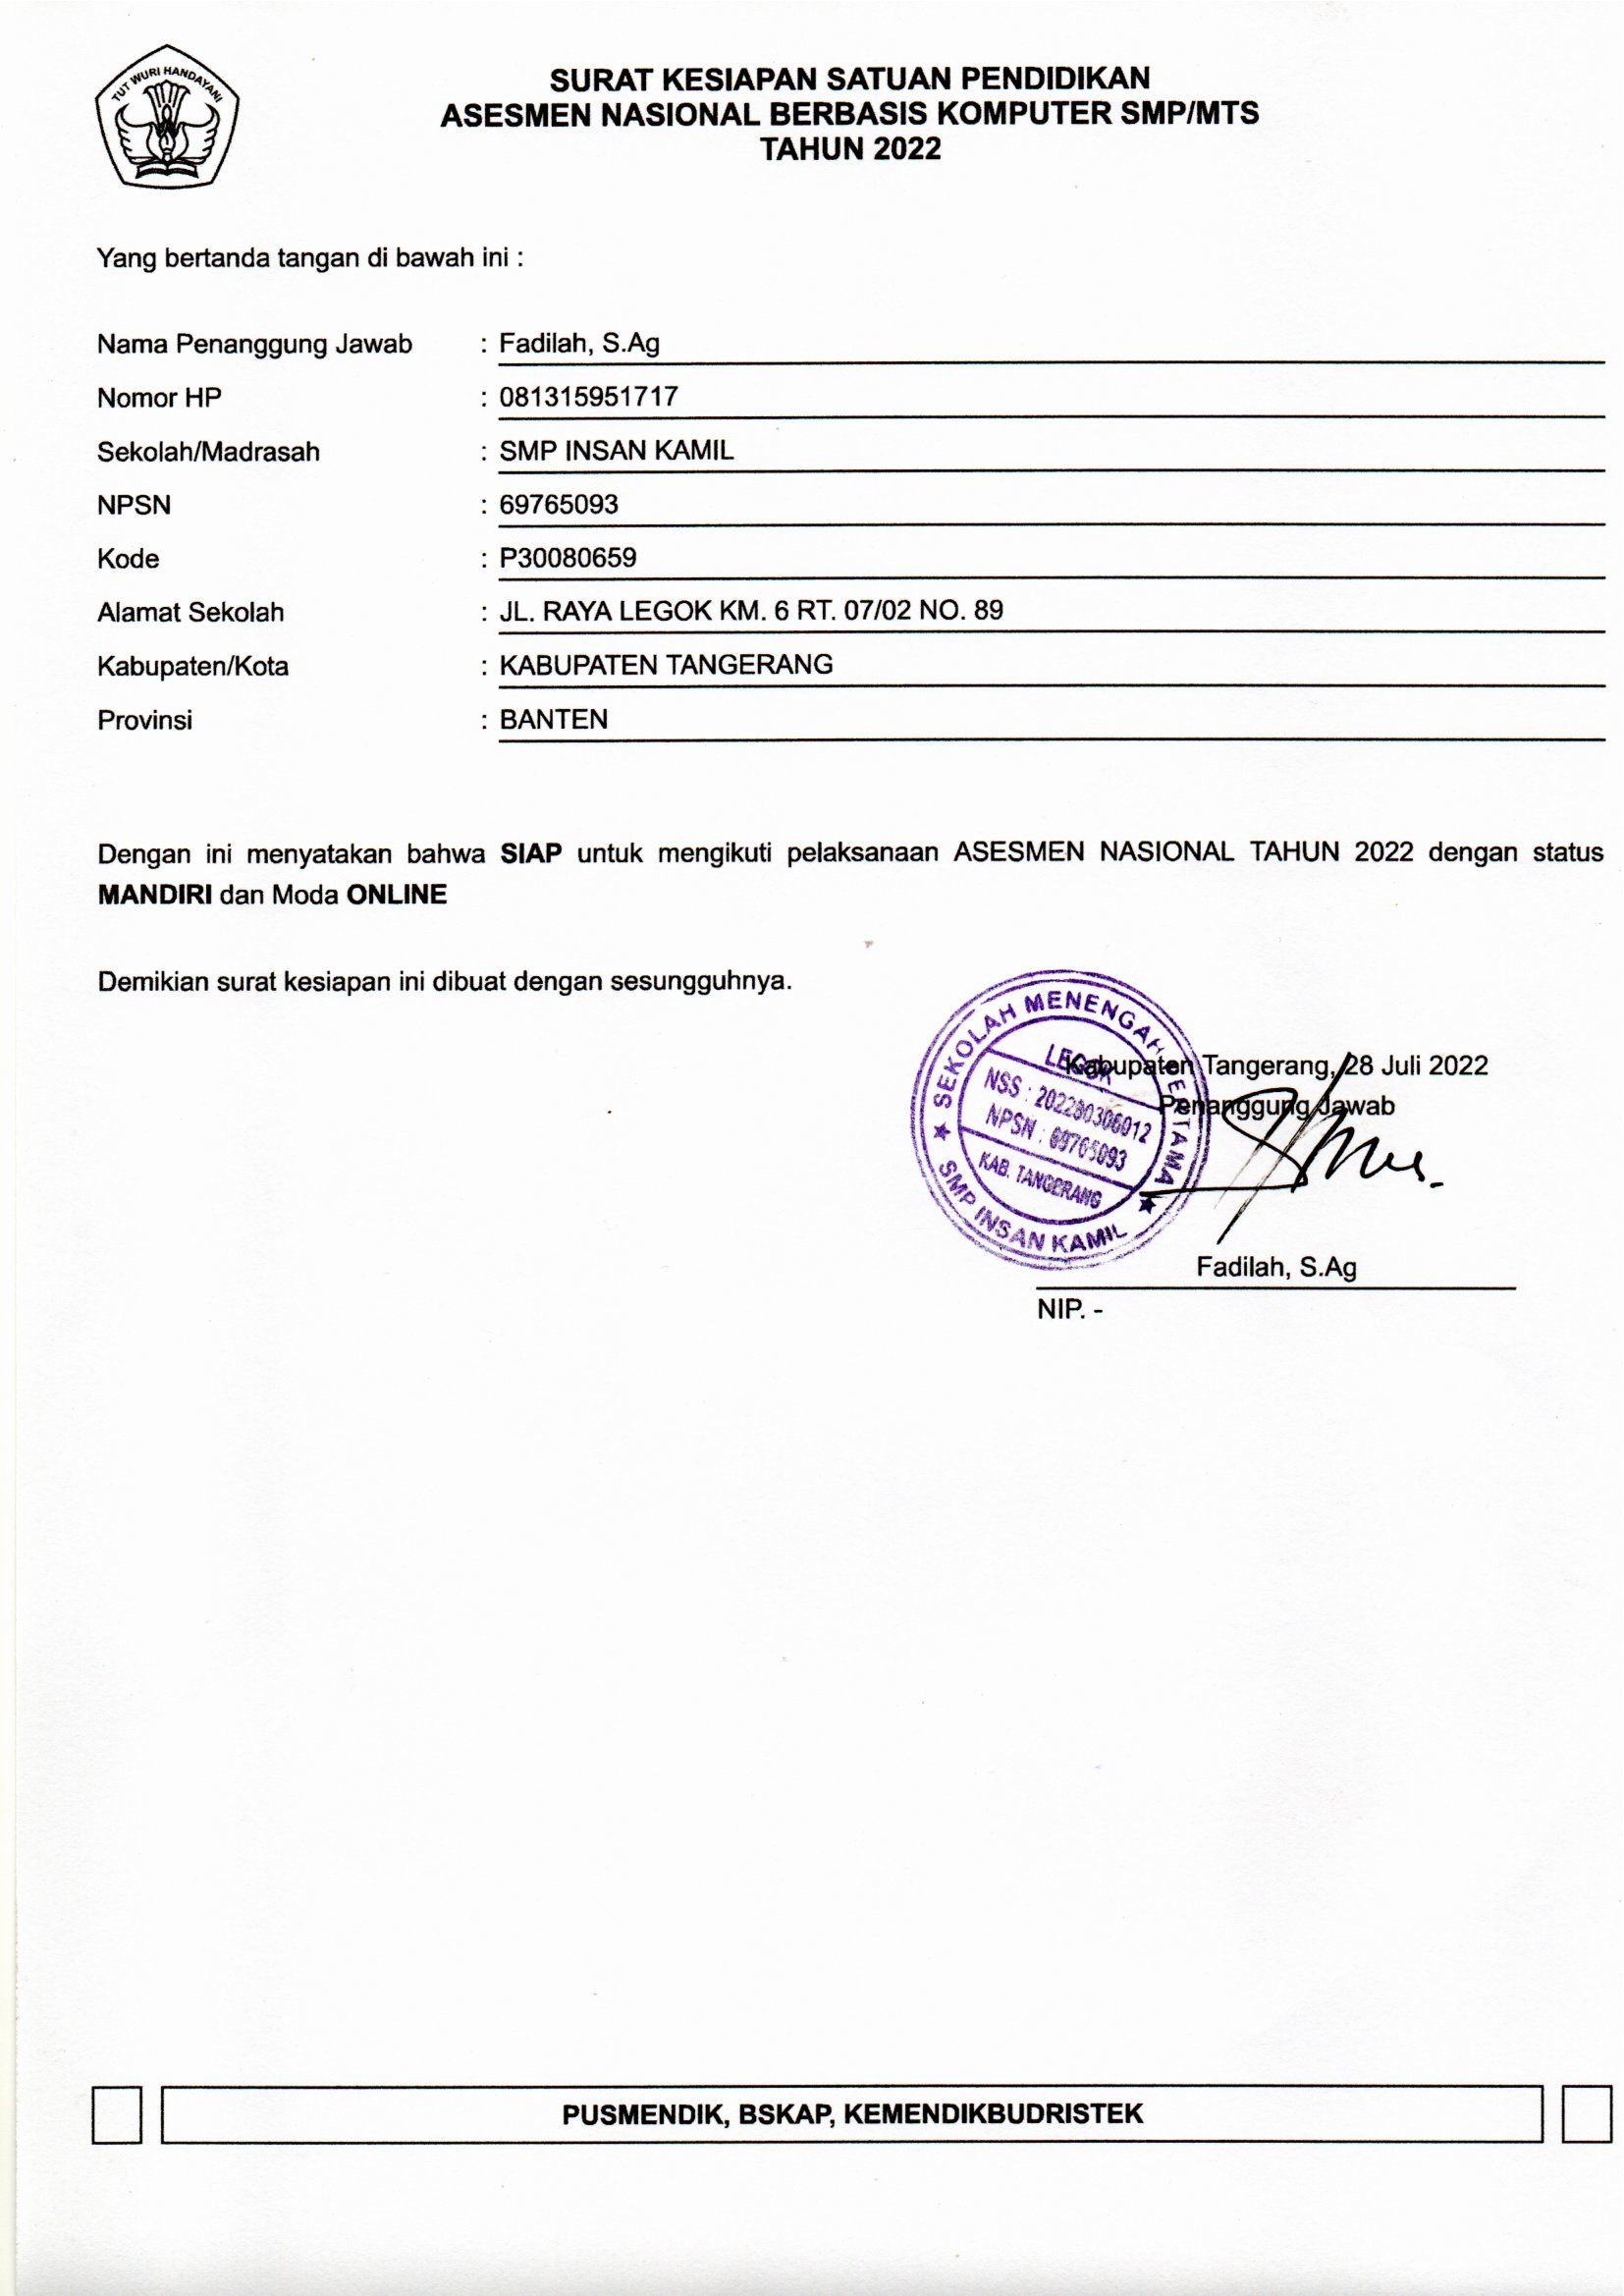 TUT WURI HANDAYANI
SURAT KESIAPAN SATUAN PENDIDIKAN
ASESMEN NASIONAL BERBASIS KOMPUTER SMP/MTS
TAHUN 2022
Yang bertanda tangan di bawah ini :
Nama Penanggung Jawab : Fadilah, S.Ag
Nomor HP : 081315951717
Sekolah/Madrasah : SMP INSAN KAMIL
NPSN : 69765093
Kode : P30080659
Alamat Sekolah : JL. RAYA LEGOK KM. 6 RT. 07/02 NO. 89
Kabupaten/Kota : KABUPATEN TANGERANG
Provinsi : BANTEN
Dengan ini menyatakan bahwa SIAP untuk mengikuti pelaksanaan ASESMEN NASIONAL TAHUN 2022 dengan status
MANDIRI dan Moda ONLINE
Demikian surat kesiapan ini dibuat dengan sesungguhnya.
Kabupaten Tangerang, 28 Juli 2022
Penanggung Jawab
SEKOLAH MENENGAH PERTAMA
LEGOK
NSS : 202280306012
NPSN : 69765093
KAB. TANGERANG
SMP INSAN KAMIL
Fadilah, S.Ag
NIP. -
PUSMENDIK, BSKAP, KEMENDIKBUDRISTEK